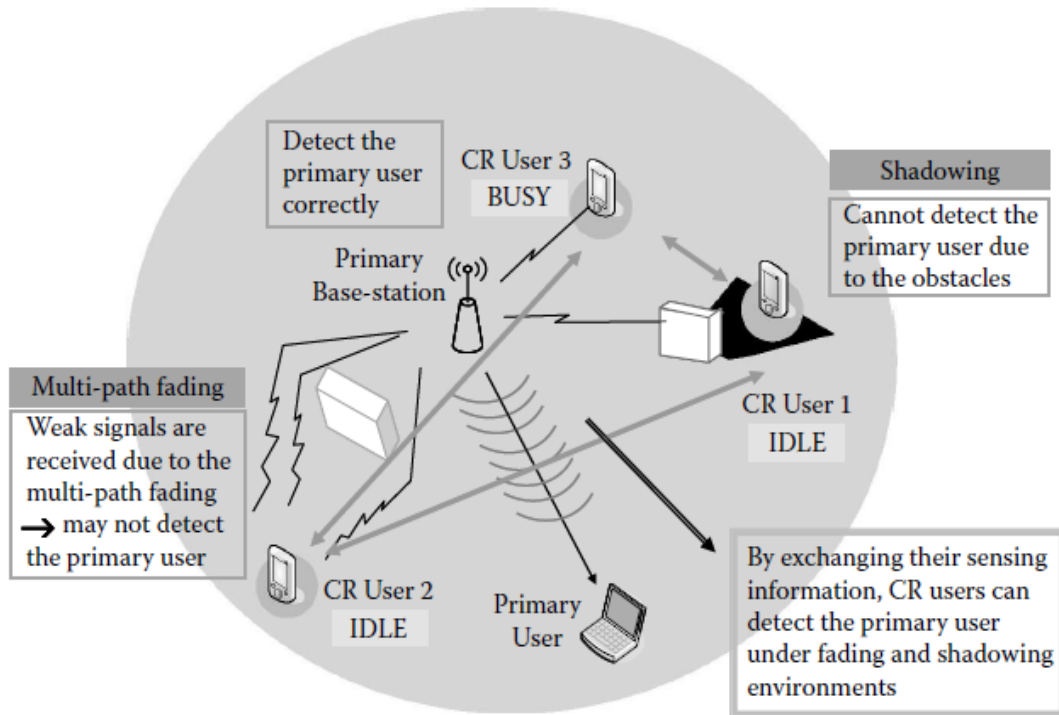 Detect the
primary user
correctly
CR User 3
BUSY
Shadowing
Cannot detect the
primary user due
to the obstacles
Primary
Base-station
Multi-path fading
Weak signals are
received due to the
multi-path fading
→ may not detect
the primary user
CR User 1
IDLE
CR User 2
IDLE
Primary
User
By exchanging their sensing
information, CR users can
detect the primary user
under fading and shadowing
environments